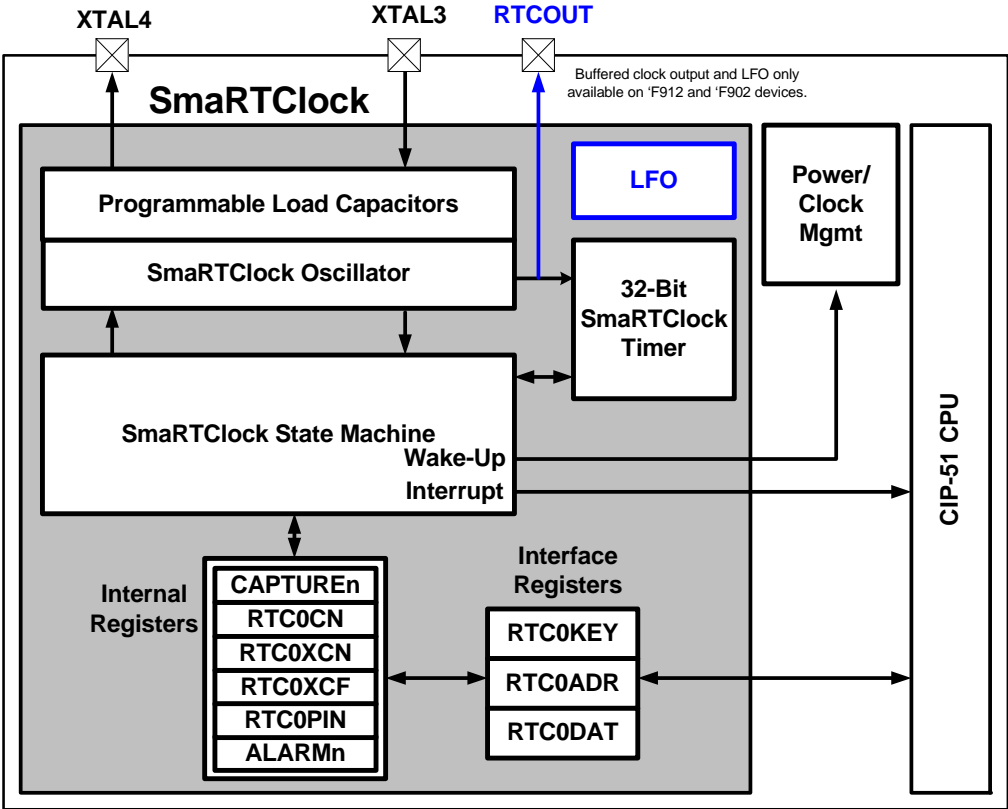 XTAL4
XTAL3
RTCOUT
Buffered clock output and LFO only
available on ‘F912 and ‘F902 devices.
SmaRTClock
Programmable Load Capacitors
LFO
Power/
Clock
Mgmt
SmaRTClock Oscillator
32-Bit
SmaRTClock
Timer
SmaRTClock State Machine
Wake-Up
Interrupt
CIP-51 CPU
Internal
Registers
CAPTUREn
RTC0CN
RTC0XCN
RTC0XCF
RTC0PIN
ALARMn
Interface
Registers
RTC0KEY
RTC0ADR
RTC0DAT